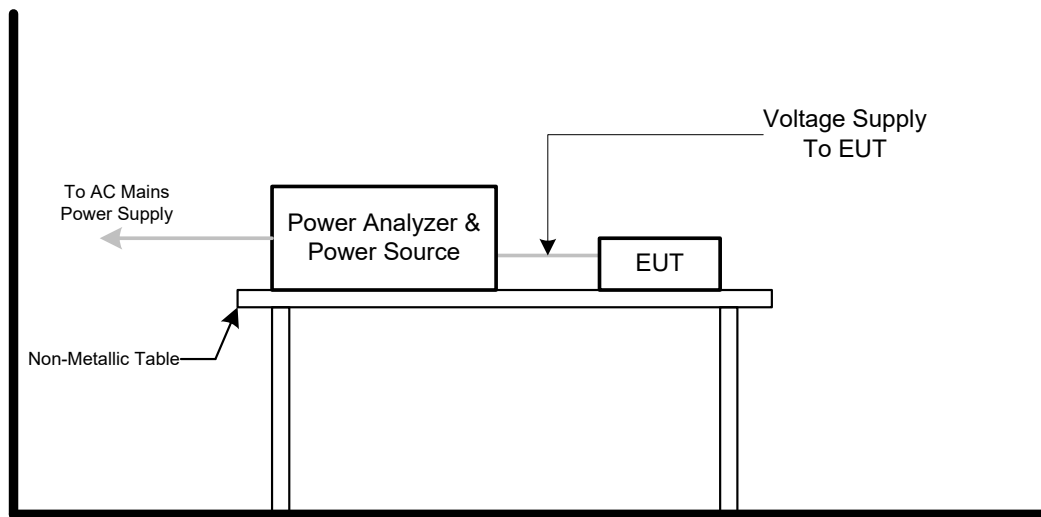 Voltage Supply
To EUT
To AC Mains
Power Supply
Power Analyzer &
Power Source
EUT
Non-Metallic Table